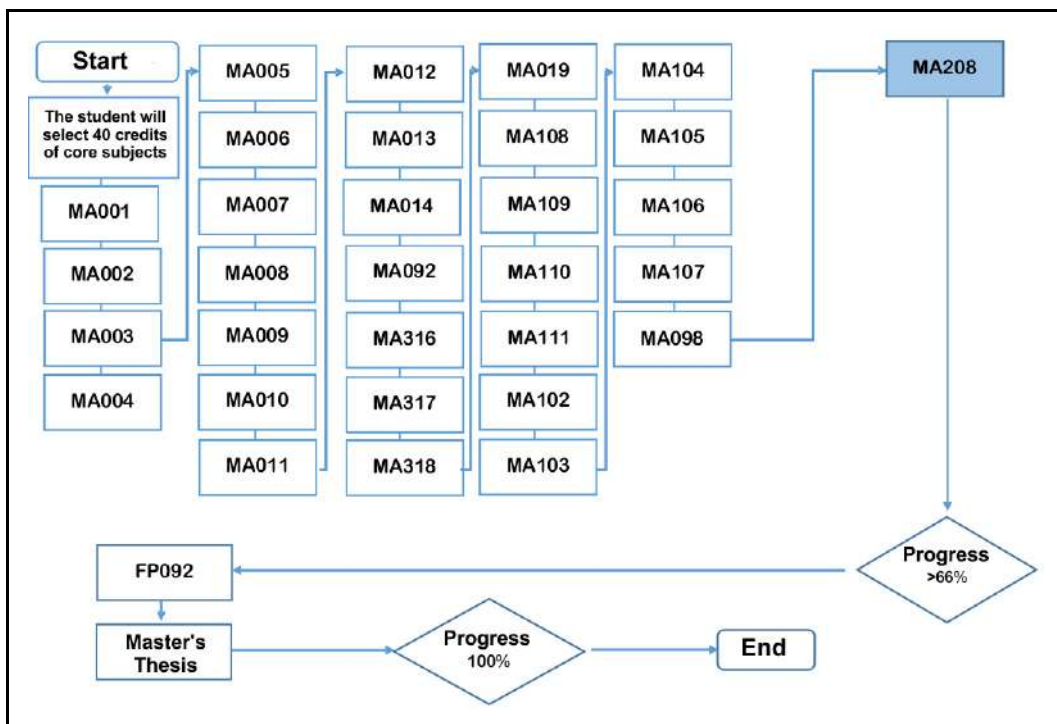 Start
The student will
select 40 credits
of core subjects
MA001
MA002
MA003
MA004
MA005
MA006
MA007
MA008
MA009
MA010
MA011
MA012
MA013
MA014
MA092
MA316
MA317
MA318
MA019
MA108
MA109
MA110
MA111
MA102
MA103
MA104
MA105
MA106
MA107
MA098
MA208
Progress
>66%
FP092
Master's
Thesis
Progress
100%
End